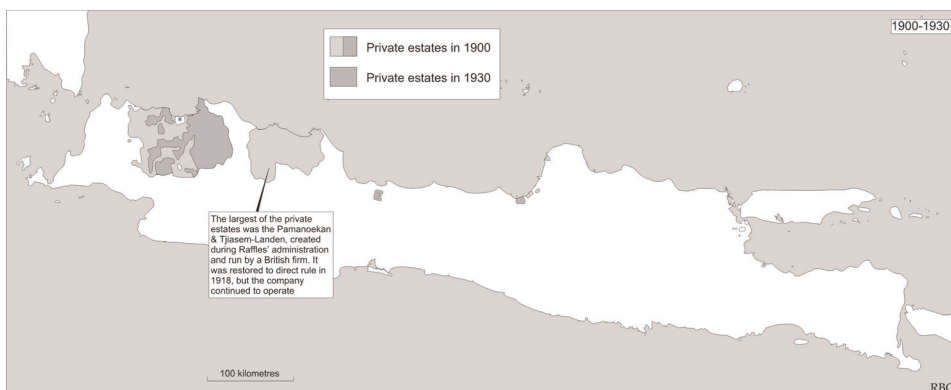 1900-1930
Private estates in 1900
Private estates in 1930
The largest of the private
estates was the Pamanoekan
& Tjiasem-Landen, created
during Raffles' administration
and run by a British firm. It
was restored to direct rule in
1918, but the company
continued to operate
100 kilometres